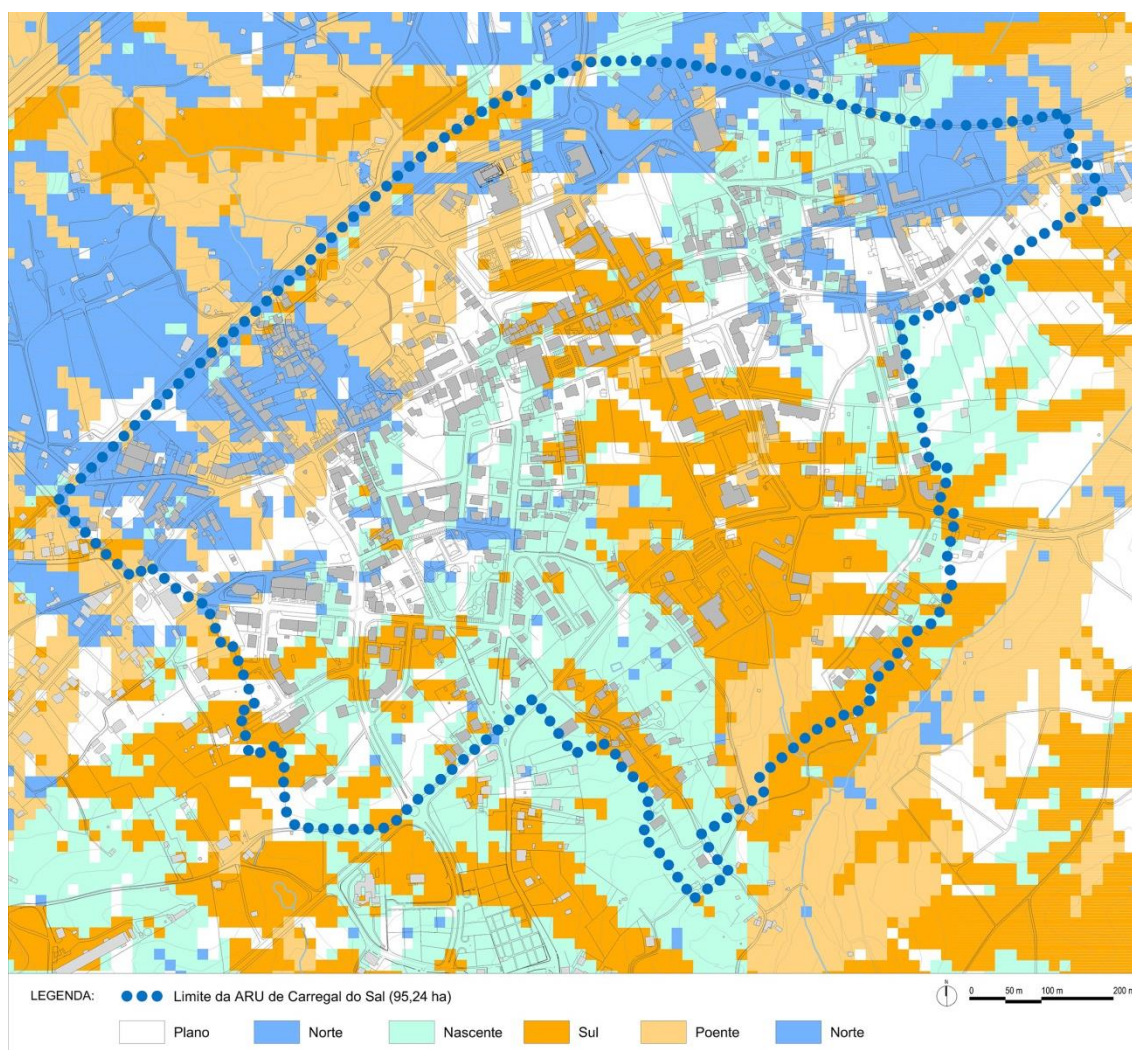 LEGENDA: Limite da ARU de Carregal do Sal (95,24 ha)
N 0 50 m 100 m 200 m
Plano Norte Nascente Sul Poente Norte